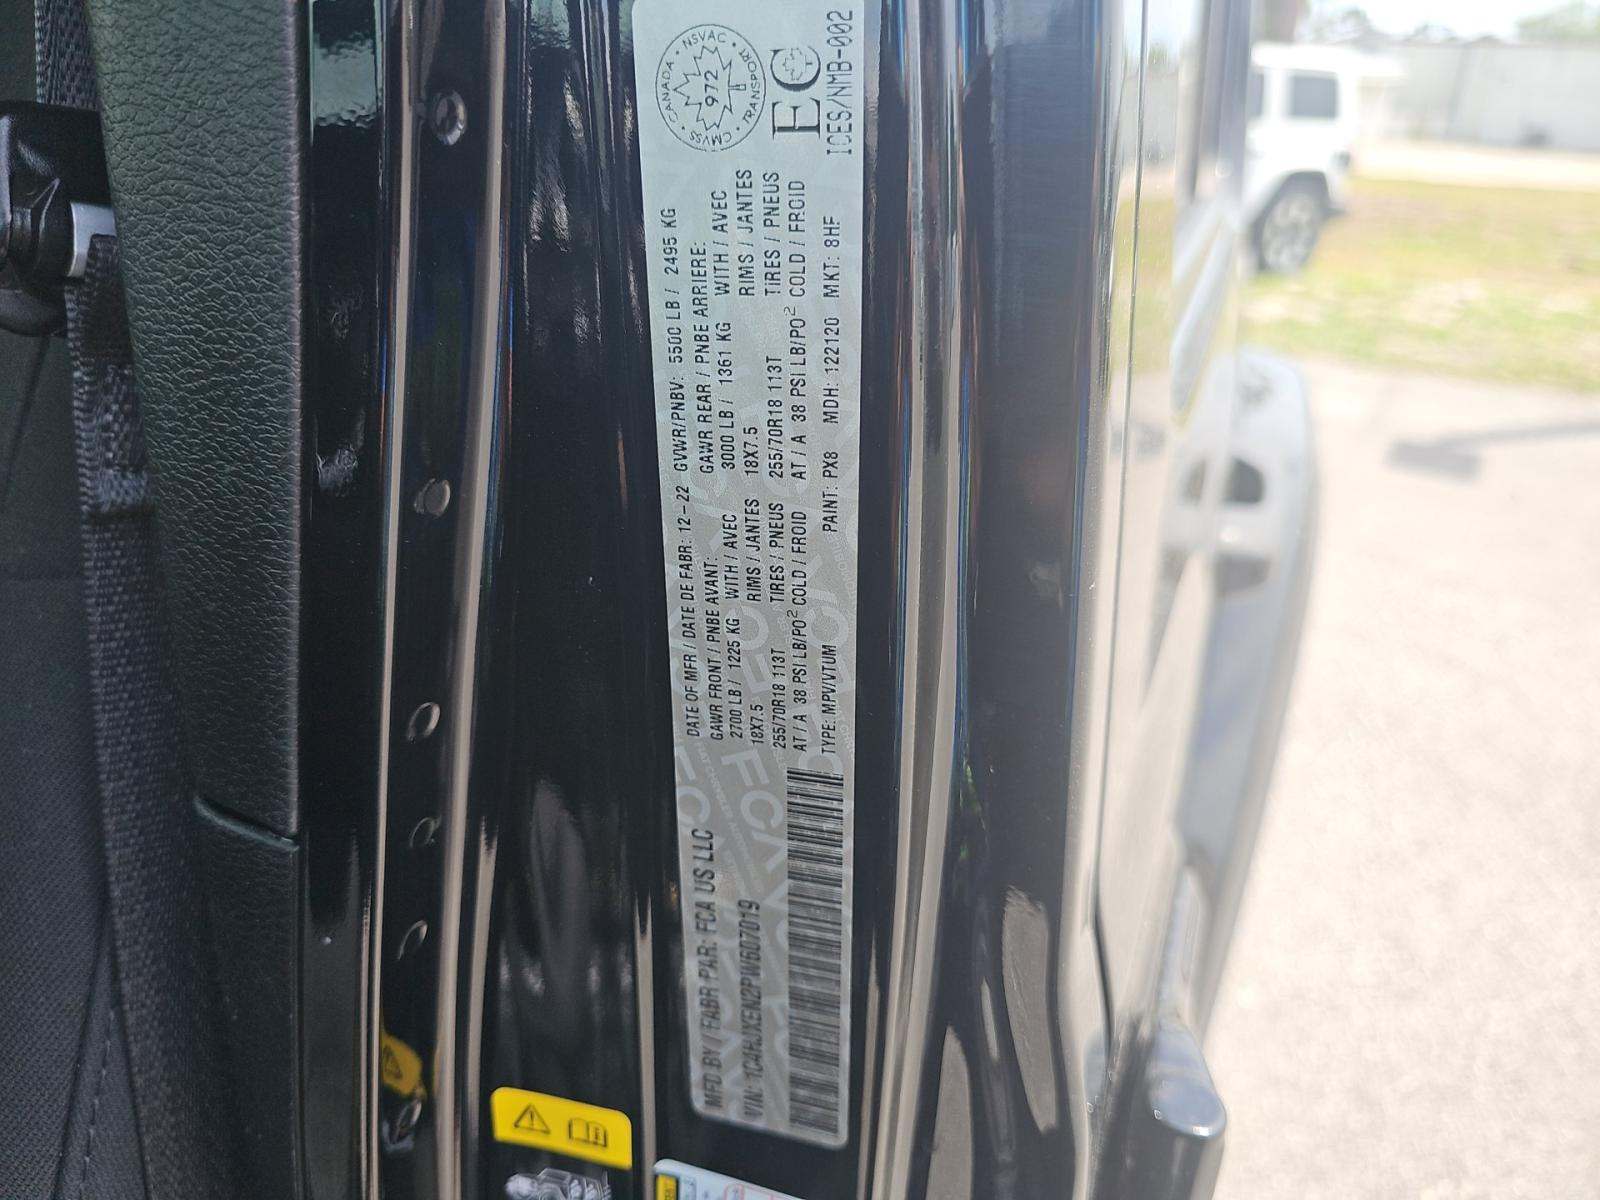 MFD BY / FABR PAR: FCA US LLC
DATE OF MFR / DATE DE FABR: 12-22 GVWR/PNBV: 5500 LB / 2495 KG
GAWR FRONT / PNBE AVANT: GAWR REAR / PNBE ARRIERE:
2700 LB / 1225 KG WITH / AVEC 3000 LB / 1361 KG WITH / AVEC
18X7.5 RIMS / JANTES 18X7.5 RIMS / JANTES
255/70R18 113T TIRES / PNEUS 255/70R18 113T TIRES / PNEUS
AT / A 38 PSI LB/PO² COLD / FROID AT / A 38 PSI LB/PO² COLD / FROID
VIN: 1C4HJXEN2PW607019
TYPE: MPV/VTUM PAINT: PX8 MDH: 122120 MKT: 8HF
CANADA • NSVAC • TRANSPORT • CMVSS •
972
EC
ICES/NMB-002